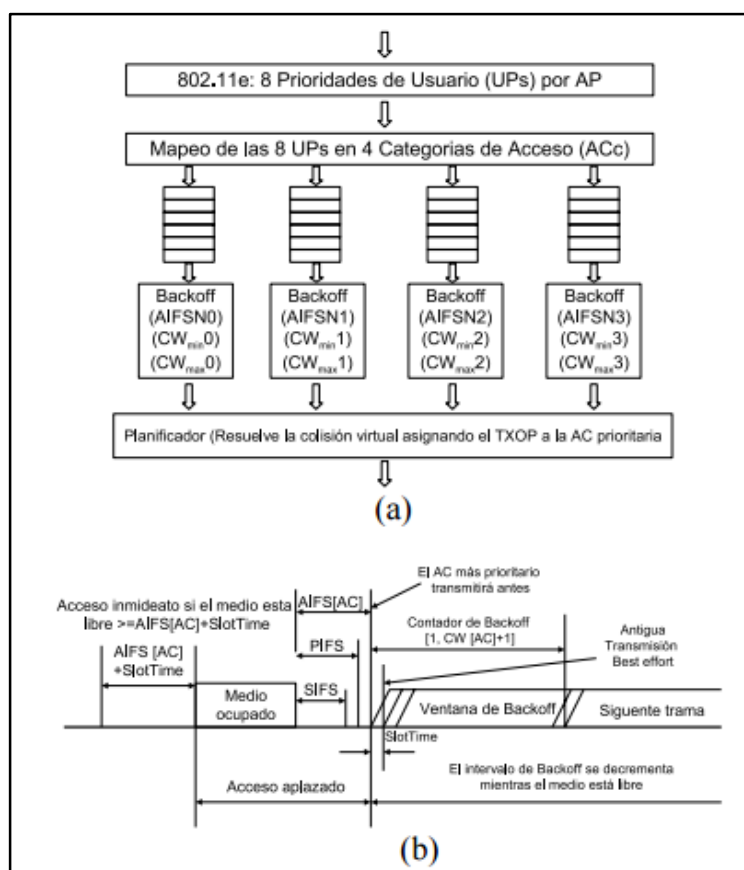 802.11e: 8 Prioridades de Usuario (UPs) por AP
Mapeo de las 8 UPs en 4 Categorias de Acceso (ACc)
Backoff
(AIFSN0)
(CWmin0)
(CWmax0)
Backoff
(AIFSN1)
(CWmin1)
(CWmax1)
Backoff
(AIFSN2)
(CWmin2)
(CWmax2)
Backoff
(AIFSN3)
(CWmin3)
(CWmax3)
Planificador (Resuelve la colisión virtual asignando el TXOP a la AC prioritaria
(a)
Acceso inmideato si el medio esta
libre >=AIFS[AC]+SlotTime
AIFS [AC]
+SlotTime
Medio
ocupado
AIFS[AC]
PIFS
SIFS
El AC más prioritario
transmitirá antes
Contador de Backoff
[1, CW [AC]+1]
Antigua
Transmisión
Best effort
Ventana de Backoff
Siguente trama
SlotTime
Acceso aplazado
El intervalo de Backoff se decrementa
mientras el medio está libre
(b)